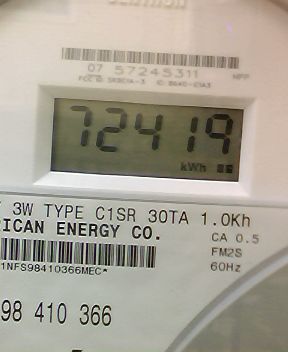 07 57245311
72419
kWh
3W TYPE C1SR 30TA 1.0Kh
RICAN ENERGY CO.
CA 0.5
FM2S
60Hz
1NFS98410366MEC*
98 410 366